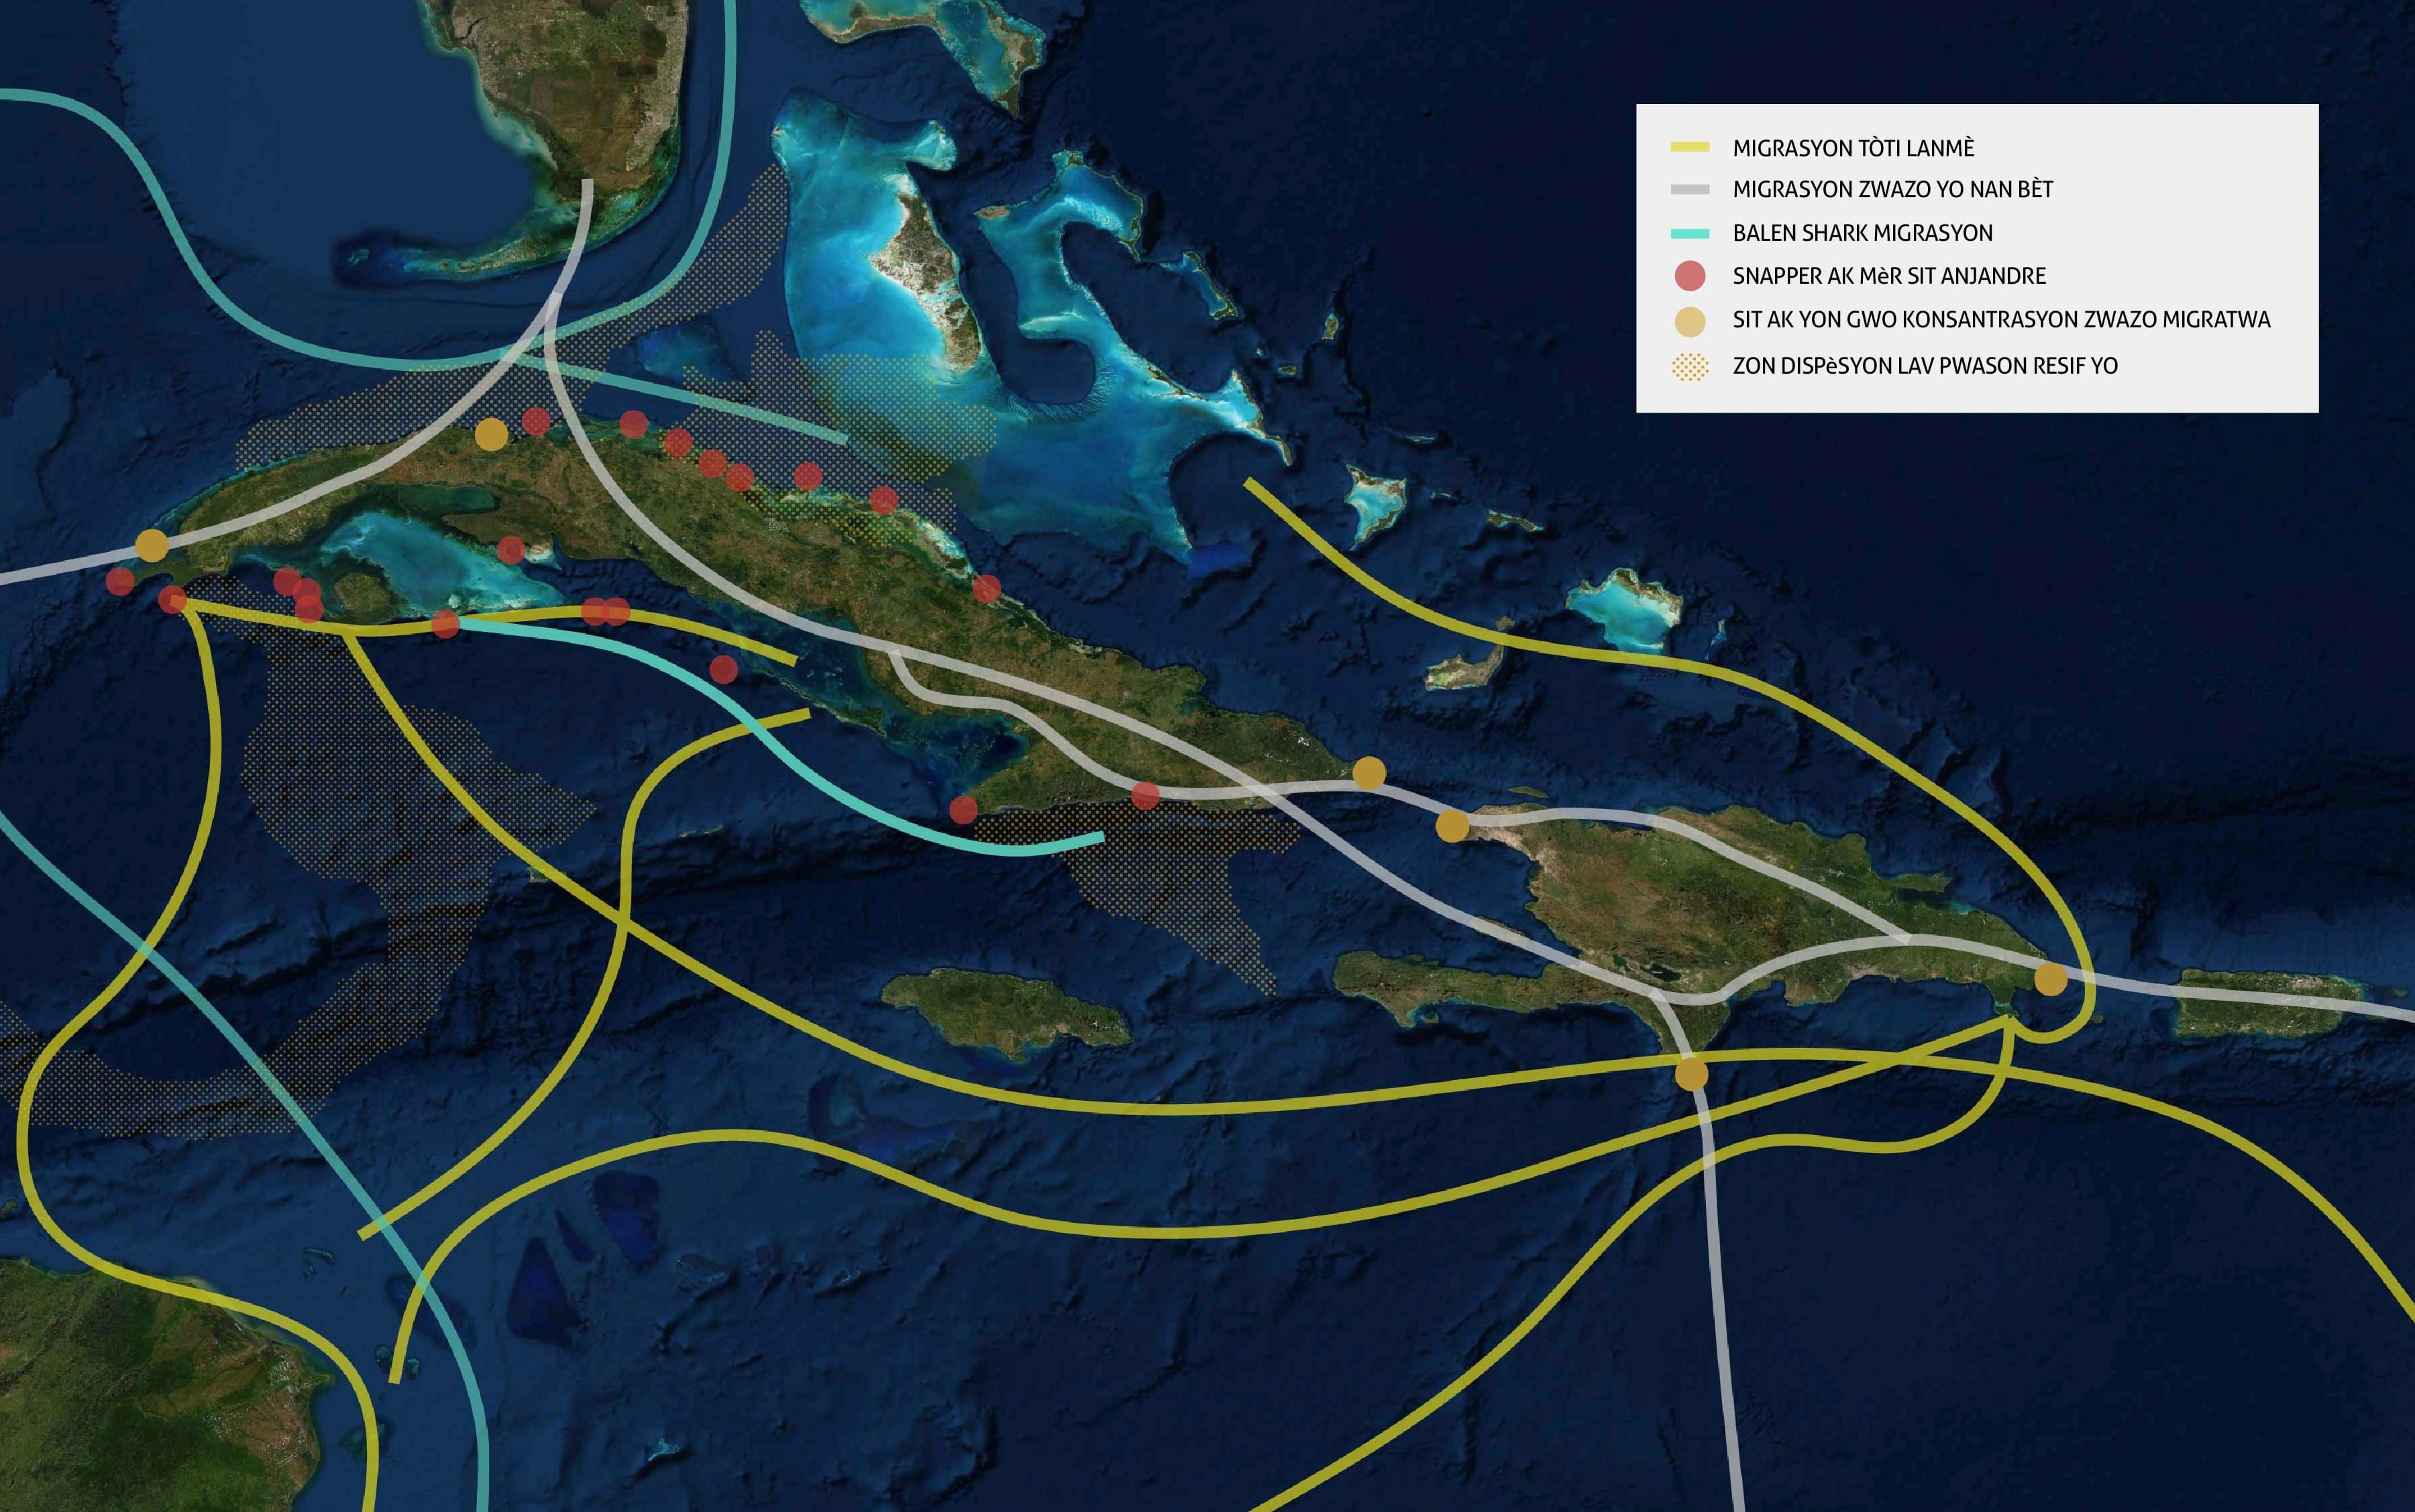 MIGRASYON TÒTI LANMÈ
MIGRASYON ZWAZO YO NAN BÈT
BALEN SHARK MIGRASYON
SNAPPER AK MèR SIT ANJANDRE
SIT AK YON GWO KONSANTRASYON ZWAZO MIGRATWA
ZON DISPèSYON LAV PWASON RESIF YO